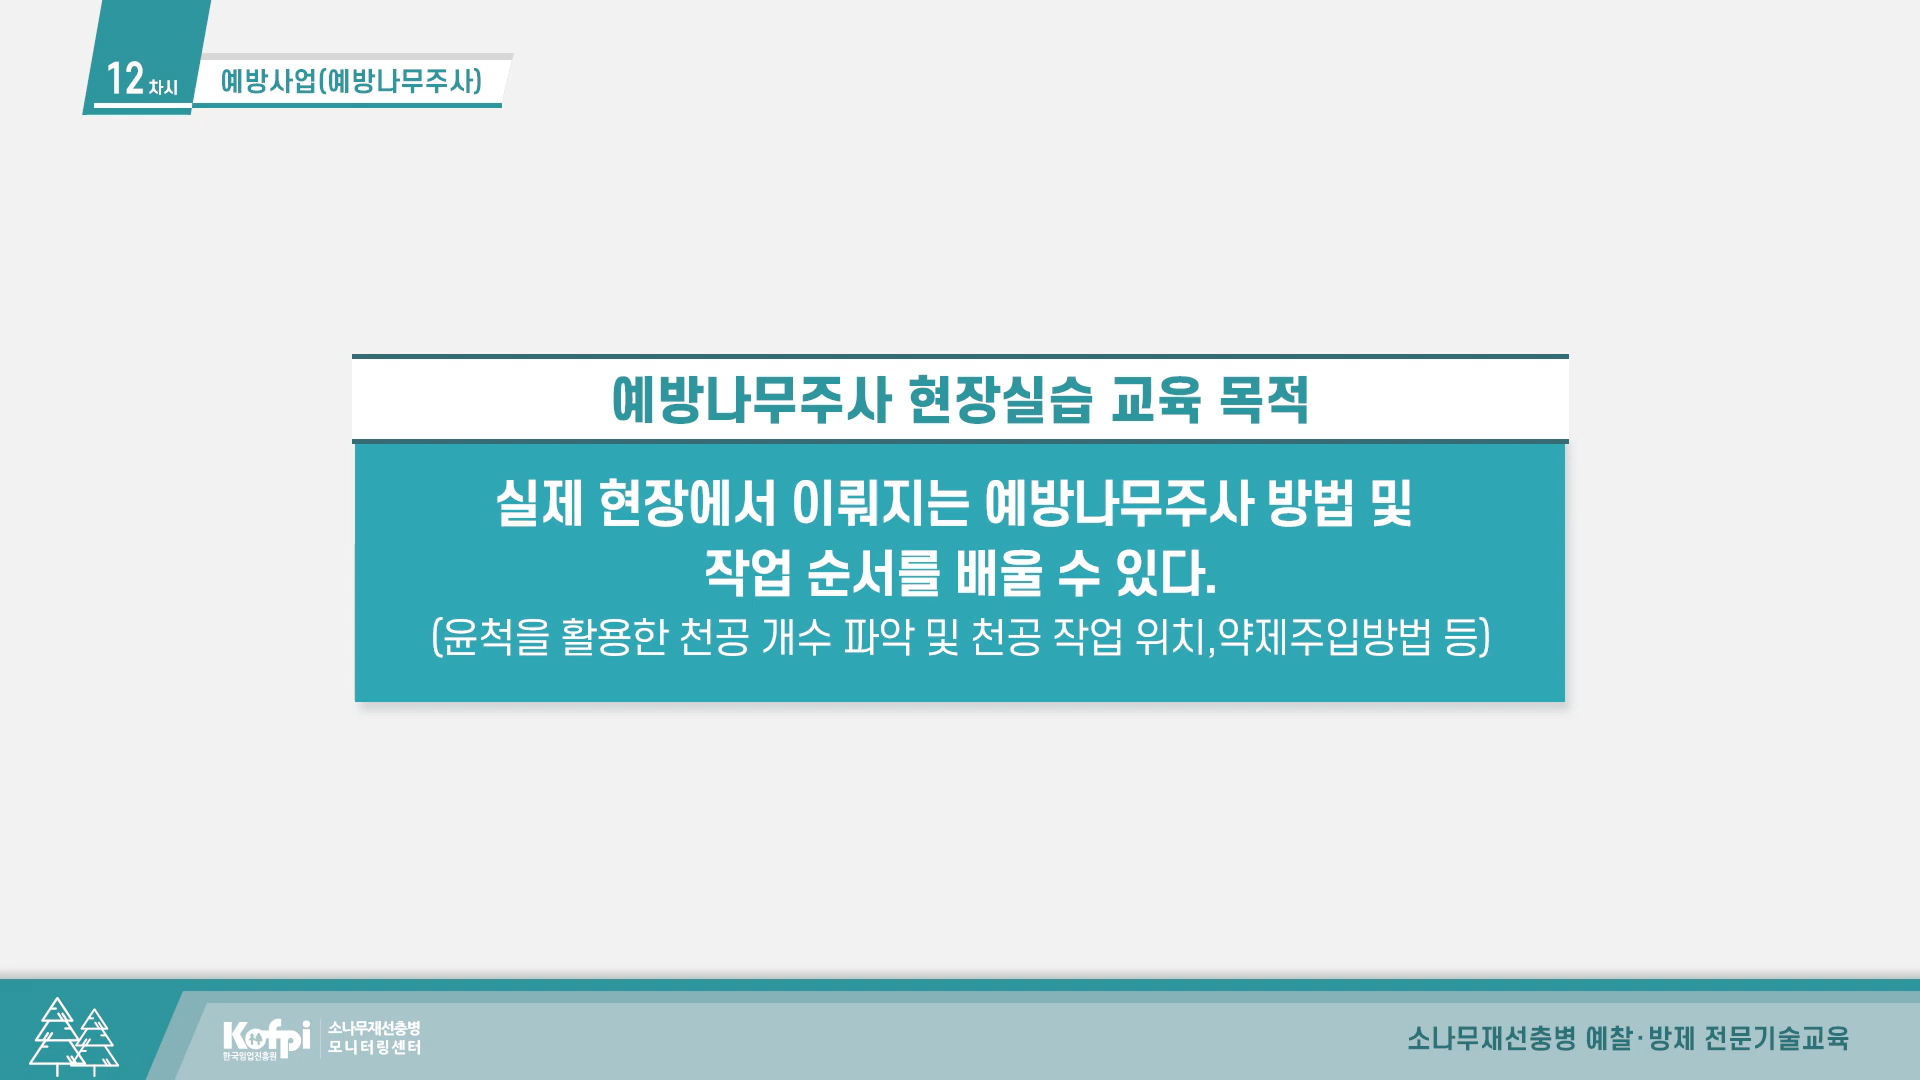 12 차시
예방사업(예방나무주사)
예방나무주사 현장실습 교육 목적
실제 현장에서 이뤄지는 예방나무주사 방법 및
작업 순서를 배울 수 있다.
(윤척을 활용한 천공 개수 파악 및 천공 작업 위치,약제주입방법 등)
Kofpi
한국임업진흥원
소나무재선충병
모니터링센터
소나무재선충병 예찰·방제 전문기술교육